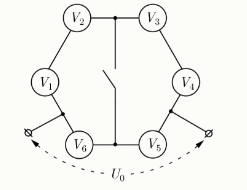 V₂ V₃
V₁ V₄
V₆ V₅
U₀